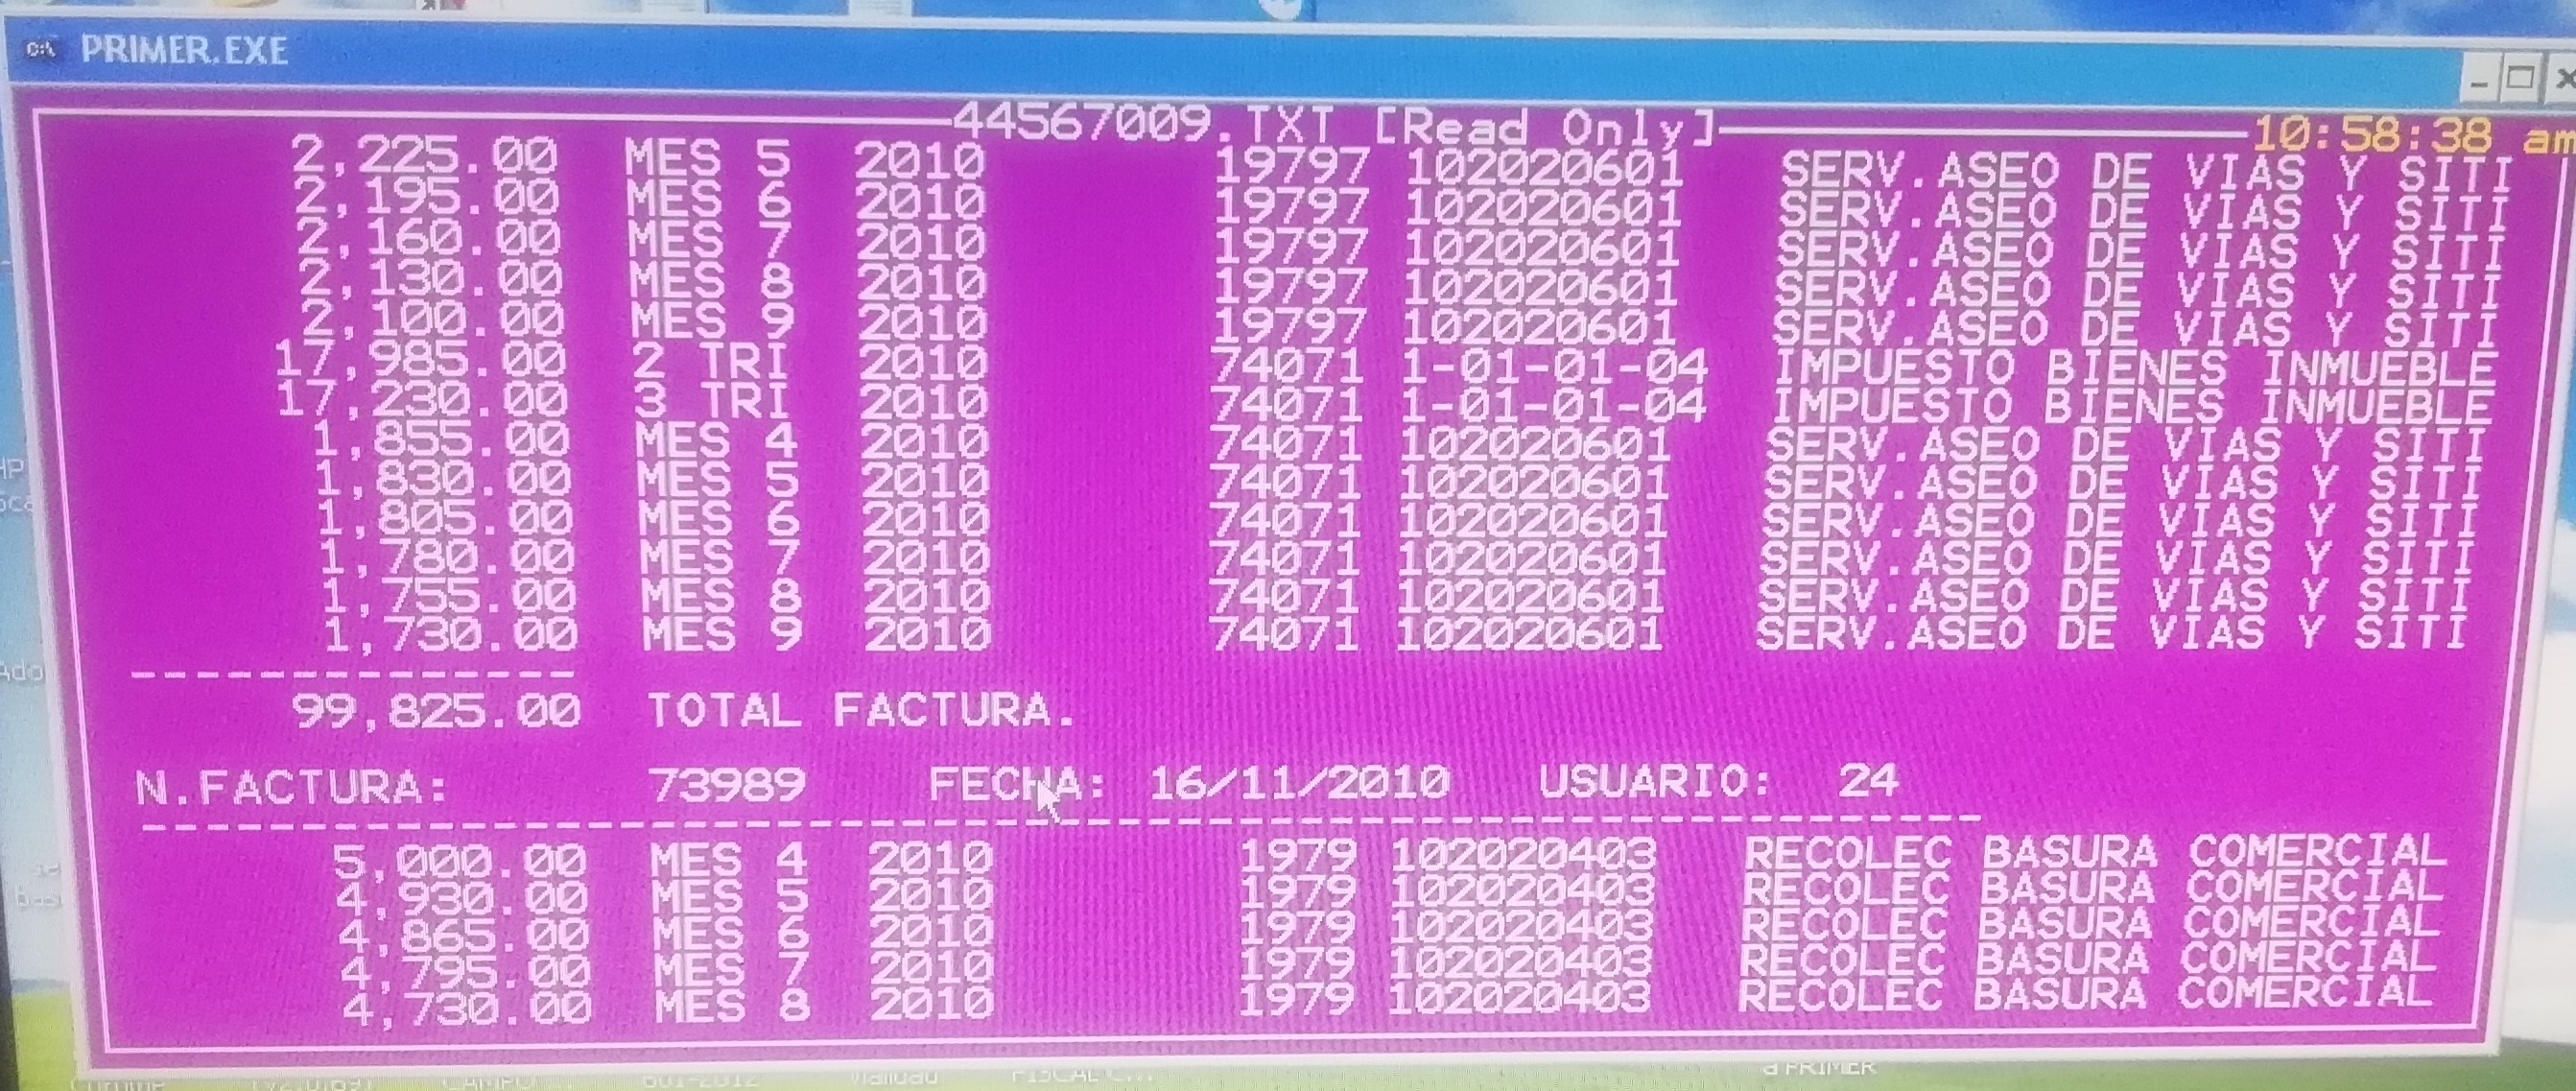 PRIMER.EXE
44567009.TXT [Read Only] 10:58:38 am
2,225.00 MES 5 2010 19797 102020601 SERV.ASEO DE VIAS Y SITI
2,195.00 MES 6 2010 19797 102020601 SERV.ASEO DE VIAS Y SITI
2,160.00 MES 7 2010 19797 102020601 SERV.ASEO DE VIAS Y SITI
2,130.00 MES 8 2010 19797 102020601 SERV.ASEO DE VIAS Y SITI
2,100.00 MES 9 2010 19797 102020601 SERV.ASEO DE VIAS Y SITI
17,985.00 2 TRI 2010 74071 1-01-01-04 IMPUESTO BIENES INMUEBLE
17,230.00 3 TRI 2010 74071 1-01-01-04 IMPUESTO BIENES INMUEBLE
1,855.00 MES 4 2010 74071 102020601 SERV.ASEO DE VIAS Y SITI
1,830.00 MES 5 2010 74071 102020601 SERV.ASEO DE VIAS Y SITI
1,805.00 MES 6 2010 74071 102020601 SERV.ASEO DE VIAS Y SITI
1,780.00 MES 7 2010 74071 102020601 SERV.ASEO DE VIAS Y SITI
1,755.00 MES 8 2010 74071 102020601 SERV.ASEO DE VIAS Y SITI
1,730.00 MES 9 2010 74071 102020601 SERV.ASEO DE VIAS Y SITI
--------------
99,825.00 TOTAL FACTURA.
N.FACTURA: 73989 FECHA: 16/11/2010 USUARIO: 24
------------------------------------------------------------
5,000.00 MES 4 2010 1979 102020403 RECOLEC BASURA COMERCIAL
4,930.00 MES 5 2010 1979 102020403 RECOLEC BASURA COMERCIAL
4,865.00 MES 6 2010 1979 102020403 RECOLEC BASURA COMERCIAL
4,795.00 MES 7 2010 1979 102020403 RECOLEC BASURA COMERCIAL
4,730.00 MES 8 2010 1979 102020403 RECOLEC BASURA COMERCIAL
a PRIMER